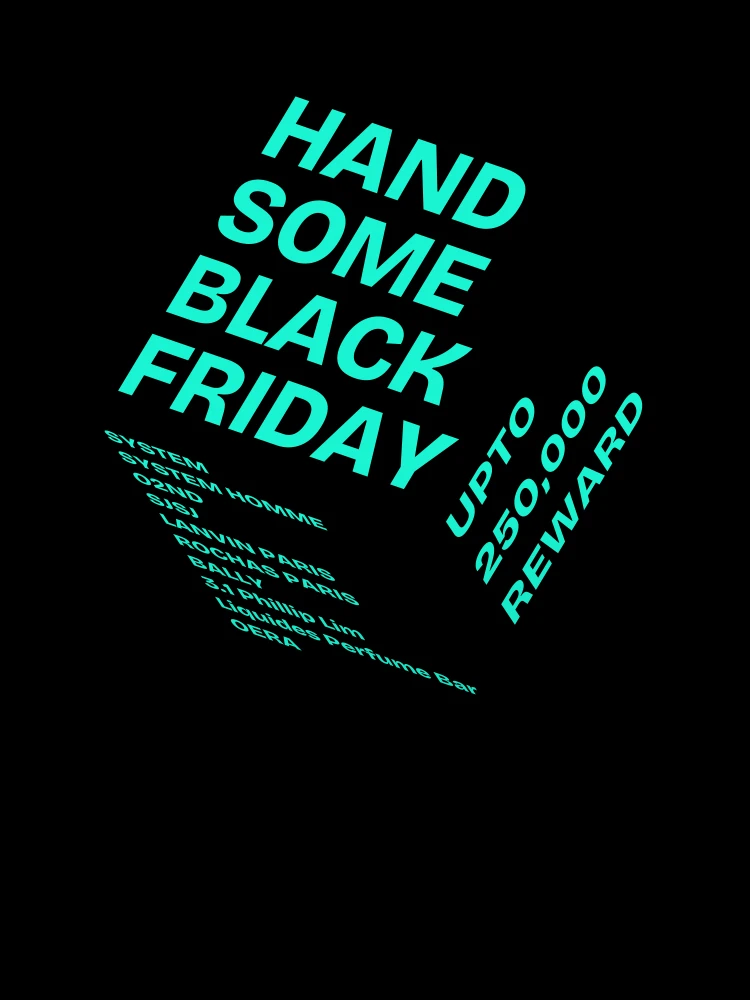 HAND
SOME
BLACK
FRIDAY
UPTO
250,000
REWARD
SYSTEM
SYSTEM HOMME
O2ND
SJSJ
LANVIN PARIS
ROCHAS PARIS
BALLY
3.1 Phillip Lim
Liquides Perfume Bar
OERA